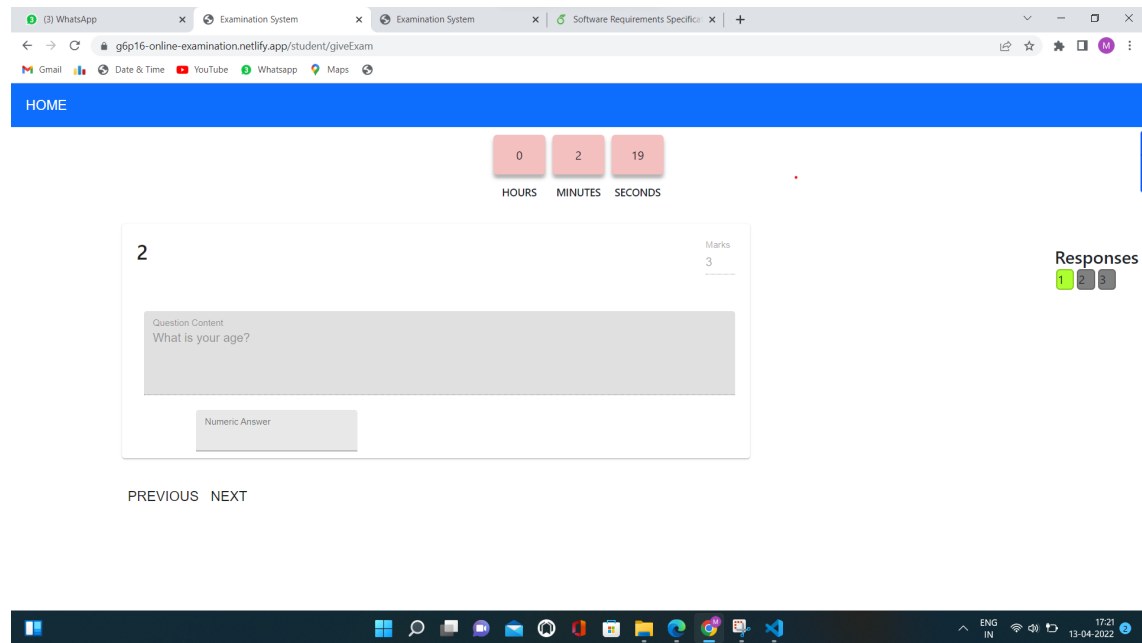 (3) WhatsApp
Examination System
Examination System
Software Requirements Specifica
g6p16-online-examination.netlify.app/student/giveExam
M
Gmail
Date & Time
YouTube
Whatsapp
Maps
HOME
0 2 19
HOURS MINUTES SECONDS
2
Marks
3
Responses
1 2 3
Question Content
What is your age?
Numeric Answer
PREVIOUS NEXT
ENG
IN
17:21
13-04-2022
2